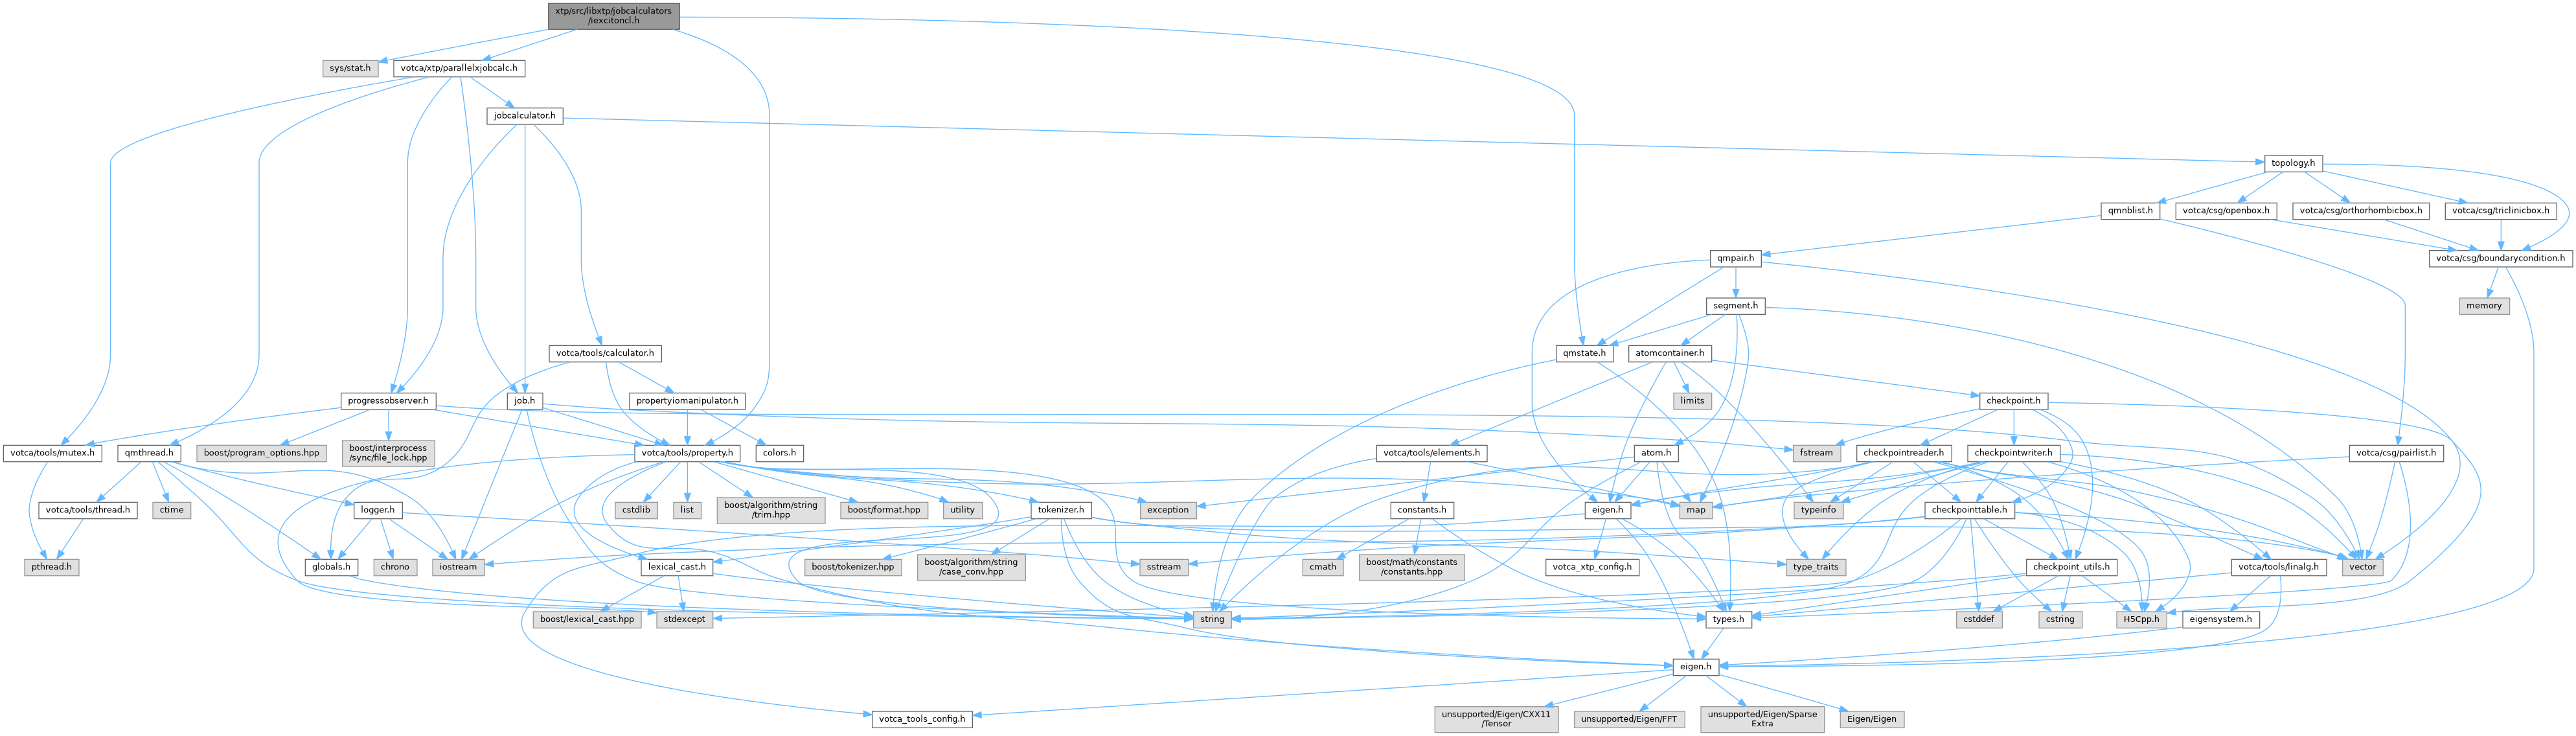 xtp/src/libxtp/jobcalculators
/iexcitoncl.h
sys/stat.h
votca/xtp/parallelxjobcalc.h
jobcalculator.h
topology.h
qmnblist.h
votca/csg/openbox.h
votca/csg/orthorhombicbox.h
votca/csg/triclinicbox.h
qmpair.h
votca/csg/boundarycondition.h
segment.h
memory
votca/tools/calculator.h
qmstate.h
atomcontainer.h
progressobserver.h
job.h
propertyiomanipulator.h
limits
checkpoint.h
votca/tools/mutex.h
qmthread.h
boost/program_options.hpp
boost/interprocess
/sync/file_lock.hpp
votca/tools/property.h
colors.h
fstream
votca/tools/elements.h
atom.h
checkpointreader.h
checkpointwriter.h
votca/csg/pairlist.h
votca/tools/thread.h
ctime
logger.h
cstdlib
list
boost/algorithm/string
/trim.hpp
boost/format.hpp
utility
tokenizer.h
exception
constants.h
eigen.h
map
typeinfo
checkpointtable.h
pthread.h
globals.h
chrono
iostream
lexical_cast.h
boost/tokenizer.hpp
boost/algorithm/string
/case_conv.hpp
sstream
cmath
boost/math/constants
/constants.hpp
votca_xtp_config.h
type_traits
checkpoint_utils.h
votca/tools/linalg.h
vector
boost/lexical_cast.hpp
stdexcept
string
types.h
cstddef
cstring
H5Cpp.h
eigensystem.h
eigen.h
votca_tools_config.h
unsupported/Eigen/CXX11
/Tensor
unsupported/Eigen/FFT
unsupported/Eigen/Sparse
Extra
Eigen/Eigen